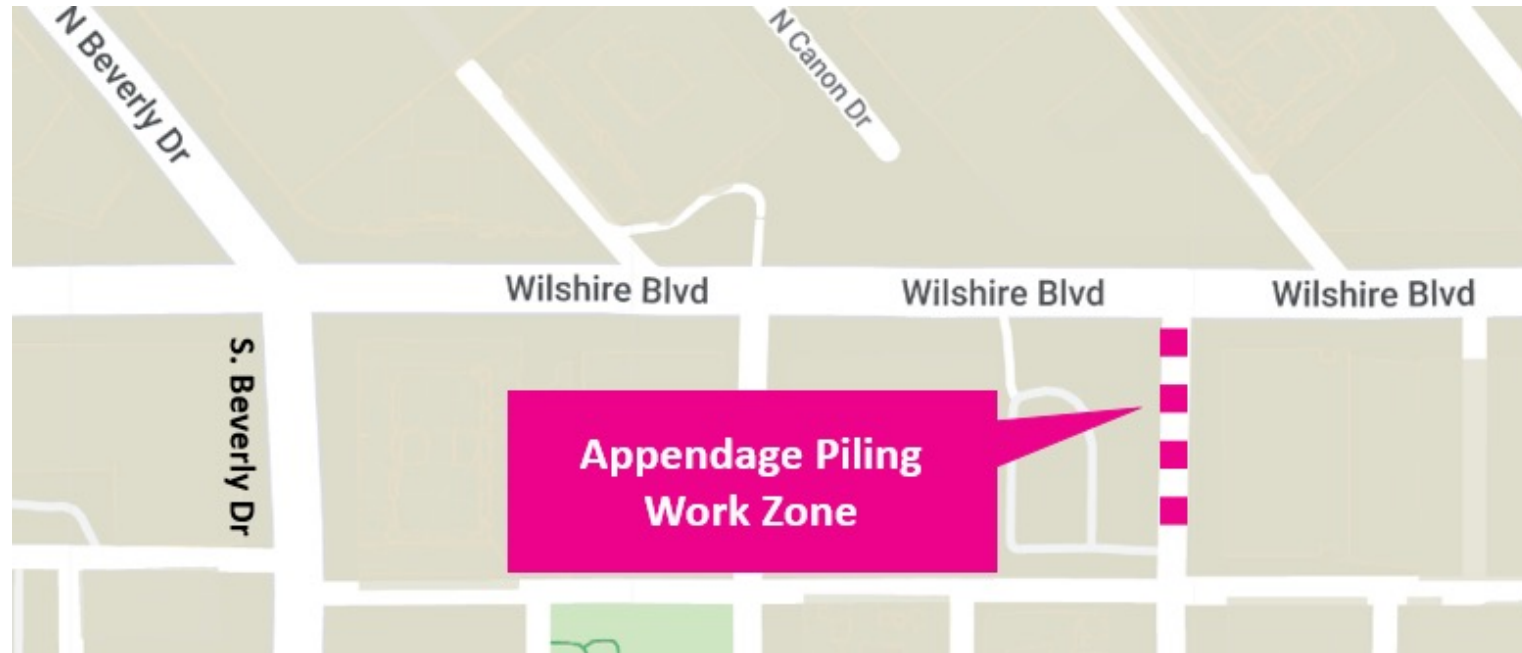 N Beverly Dr
N Canon Dr
Wilshire Blvd
Wilshire Blvd
Wilshire Blvd
S. Beverly Dr
Appendage Piling
Work Zone